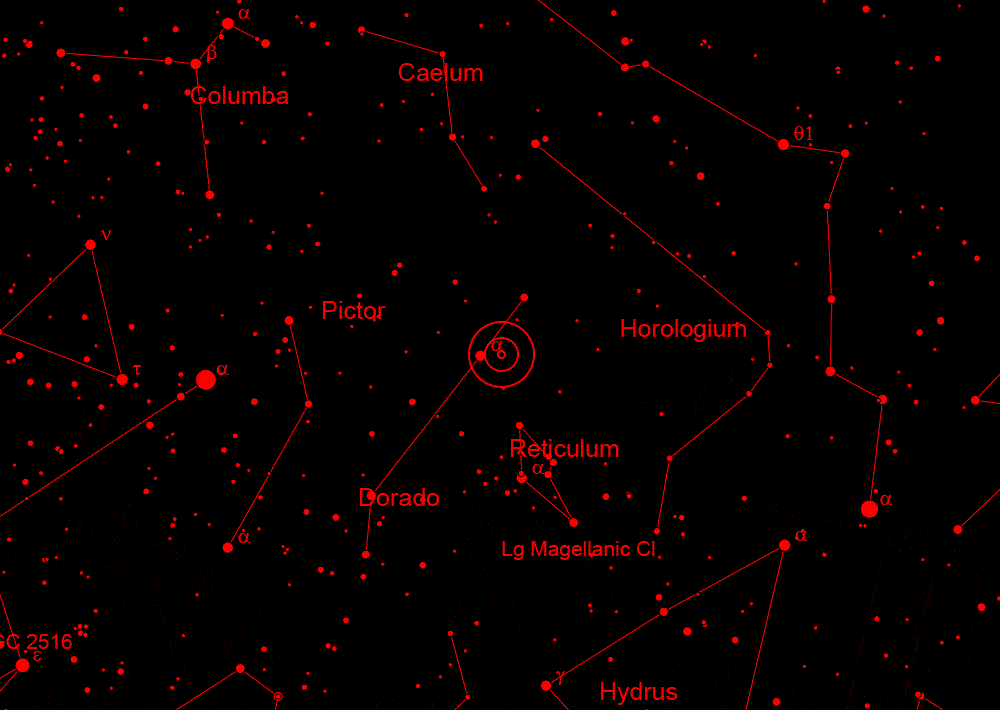 α
β
Columba
Caelum
θ1
ν
Pictor
Horologium
α
τ
α
Reticulum
α
Dorado
α
α
Lg Magellanic Cl
α
GC 2516
ε
γ
Hydrus